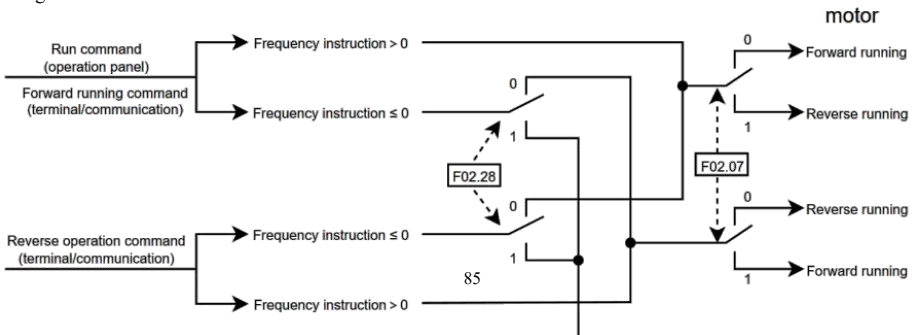 motor
Run command
(operation panel)
Forward running command
(terminal/communication)
Frequency instruction > 0
0
Forward running
0
Frequency instruction ≤ 0
1
Reverse running
1
F02.28
F02.07
0
0
Reverse running
Reverse operation command
(terminal/communication)
Frequency instruction ≤ 0
1
85
Forward running
1
Frequency instruction > 0